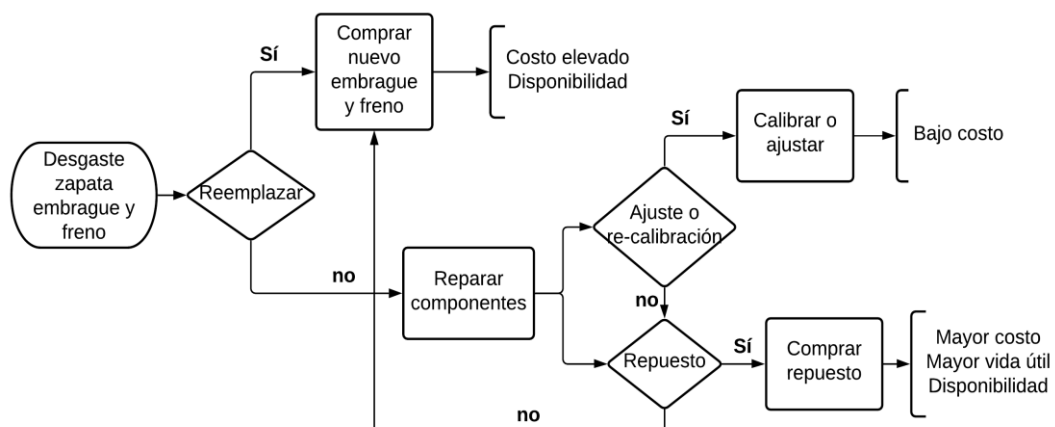 Desgaste
zapata
embrague y
freno
Reemplazar
Sí
Comprar
nuevo
embrague
y freno
Costo elevado
Disponibilidad
no
Reparar
componentes
Ajuste o
re-calibración
Sí
Calibrar o
ajustar
Bajo costo
no
Repuesto
Sí
Comprar
repuesto
Mayor costo
Mayor vida útil
Disponibilidad
no